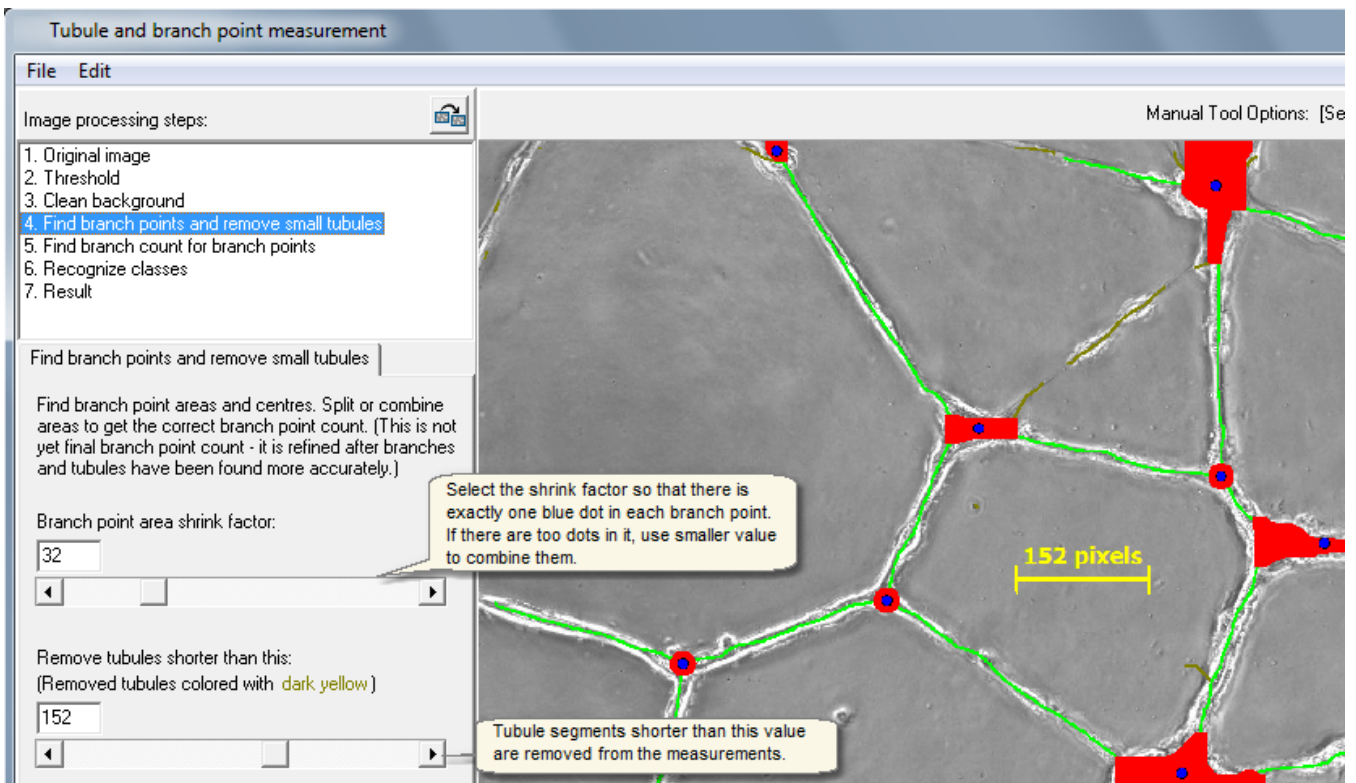 Tubule and branch point measurement
File Edit
Image processing steps:
Manual Tool Options: [Se
1. Original image
2. Threshold
3. Clean background
4. Find branch points and remove small tubules
5. Find branch count for branch points
6. Recognize classes
7. Result
Find branch points and remove small tubules
Find branch point areas and centres. Split or combine
areas to get the correct branch point count. (This is not
yet final branch point count - it is refined after branches
and tubules have been found more accurately.)
Select the shrink factor so that there is
exactly one blue dot in each branch point.
If there are too dots in it, use smaller value
to combine them.
Branch point area shrink factor:
32
152 pixels
Remove tubules shorter than this:
(Removed tubules colored with dark yellow)
152
Tubule segments shorter than this value
are removed from the measurements.